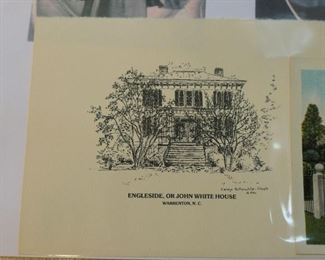 ENGLESIDE, OR JOHN WHITE HOUSE
WARRENTON, N. C.